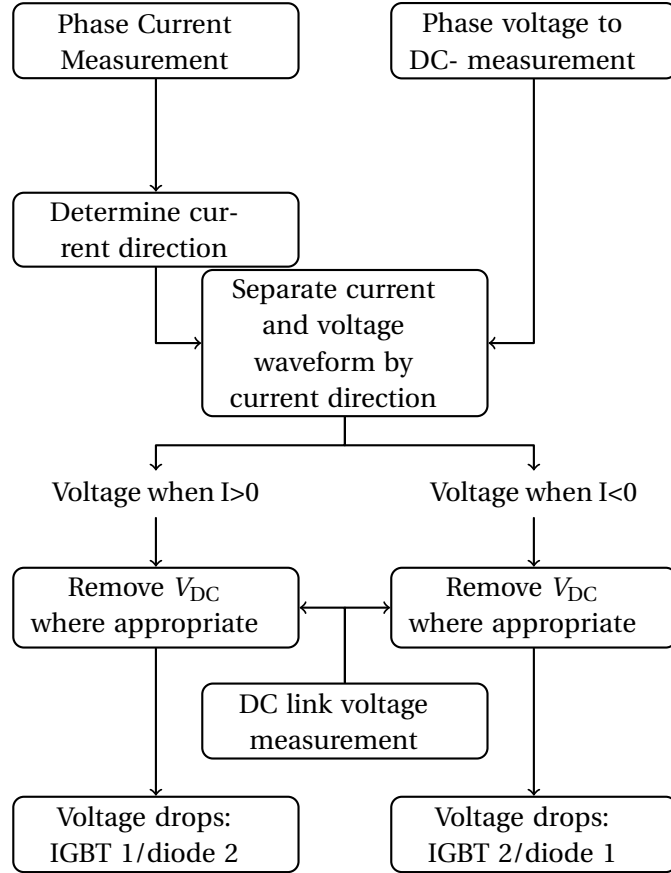 Phase Current
Measurement
Phase voltage to
DC- measurement
Determine cur-
rent direction
Separate current
and voltage
waveform by
current direction
Voltage when I>0
Voltage when I<0
Remove V_DC
where appropriate
Remove V_DC
where appropriate
DC link voltage
measurement
Voltage drops:
IGBT 1/diode 2
Voltage drops:
IGBT 2/diode 1